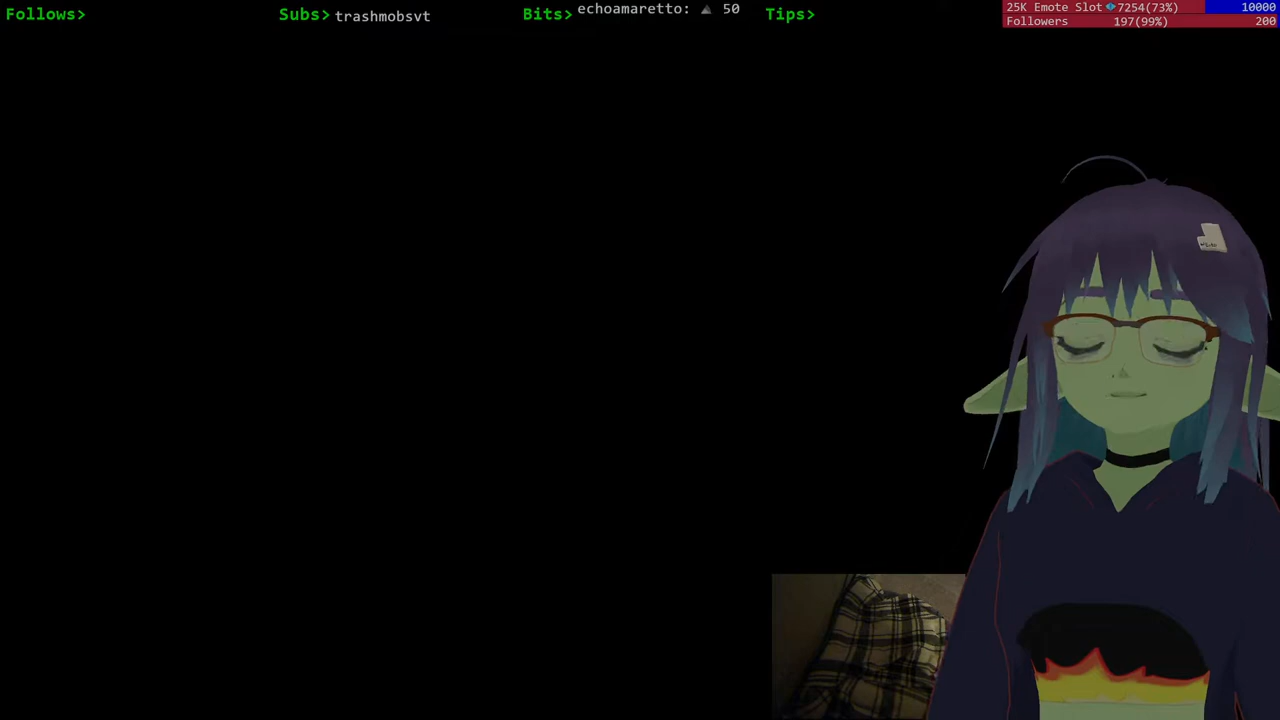 Follows>
Subs> trashmobsvt
Bits> echoamaretto: 50
Tips>
25K Emote Slot 7254(73%) 10000
Followers 197(99%) 200